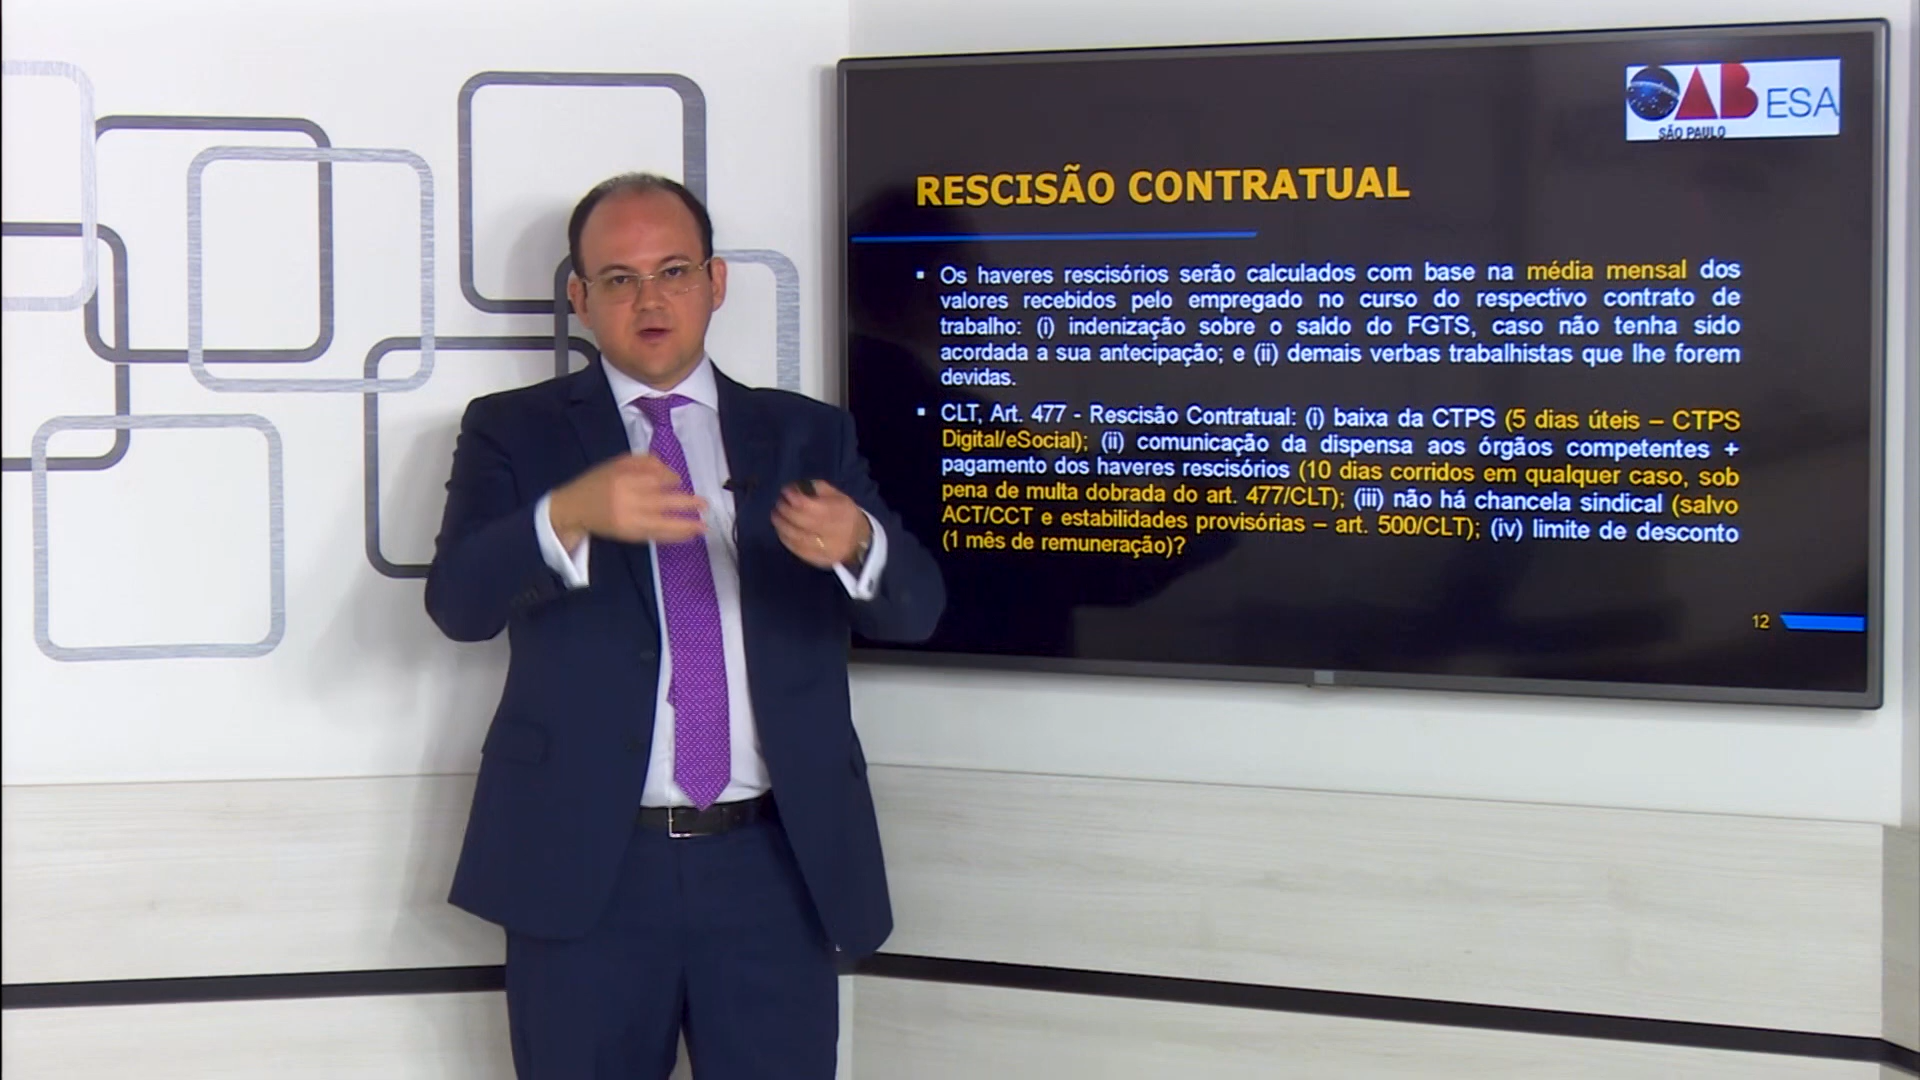 OAB ESA
SÃO PAULO
RESCISÃO CONTRATUAL
▪ Os haveres rescisórios serão calculados com base na média mensal dos
valores recebidos pelo empregado no curso do respectivo contrato de
trabalho: (i) indenização sobre o saldo do FGTS, caso não tenha sido
acordada a sua antecipação; e (ii) demais verbas trabalhistas que lhe forem
devidas.
▪ CLT, Art. 477 - Rescisão Contratual: (i) baixa da CTPS (5 dias úteis – CTPS
Digital/eSocial); (ii) comunicação da dispensa aos órgãos competentes +
pagamento dos haveres rescisórios (10 dias corridos em qualquer caso, sob
pena de multa dobrada do art. 477/CLT); (iii) não há chancela sindical (salvo
ACT/CCT e estabilidades provisórias – art. 500/CLT); (iv) limite de desconto
(1 mês de remuneração)?
12